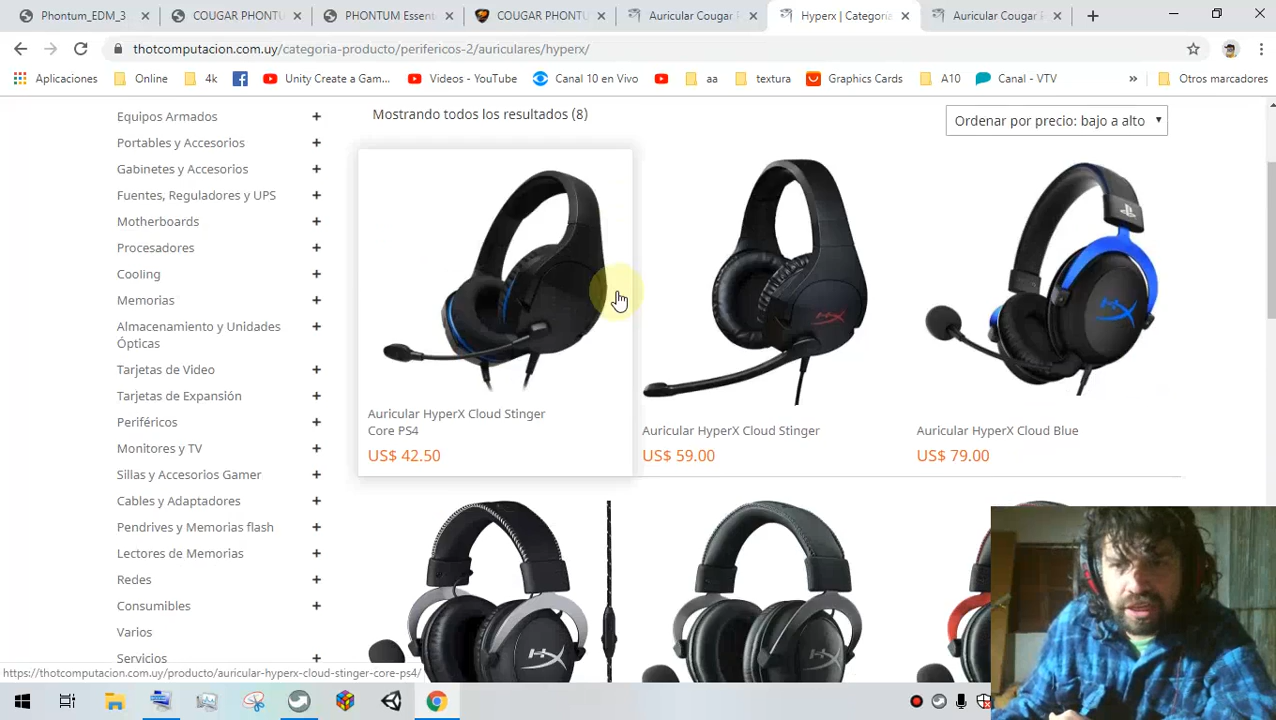 Phontum_EDM_3
COUGAR PHONTU
PHONTUM Essent
COUGAR PHONTU
Auricular Cougar
Hyperx | Categoria
Auricular Cougar
thotcomputacion.com.uy/categoria-producto/perifericos-2/auriculares/hyperx/
Aplicaciones
Online
4k
Unity Create a Gam...
Videos - YouTube
Canal 10 en Vivo
aa
textura
Graphics Cards
A10
Canal - VTV
»
Otros marcadores
Mostrando todos los resultados (8)
Ordenar por precio: bajo a alto
Equipos Armados +
Portables y Accesorios +
Gabinetes y Accesorios +
Fuentes, Reguladores y UPS +
Motherboards +
Procesadores +
Cooling +
Memorias +
Almacenamiento y Unidades +
Ópticas
Tarjetas de Video +
Tarjetas de Expansión +
Periféricos +
Monitores y TV +
Sillas y Accesorios Gamer +
Cables y Adaptadores +
Pendrives y Memorias flash +
Lectores de Memorias +
Redes +
Consumibles +
Varios
Servicios +
Auricular HyperX Cloud Stinger
Core PS4
US$ 42.50
Auricular HyperX Cloud Stinger
US$ 59.00
Auricular HyperX Cloud Blue
US$ 79.00
https://thotcomputacion.com.uy/producto/auricular-hyperx-cloud-stinger-core-ps4/